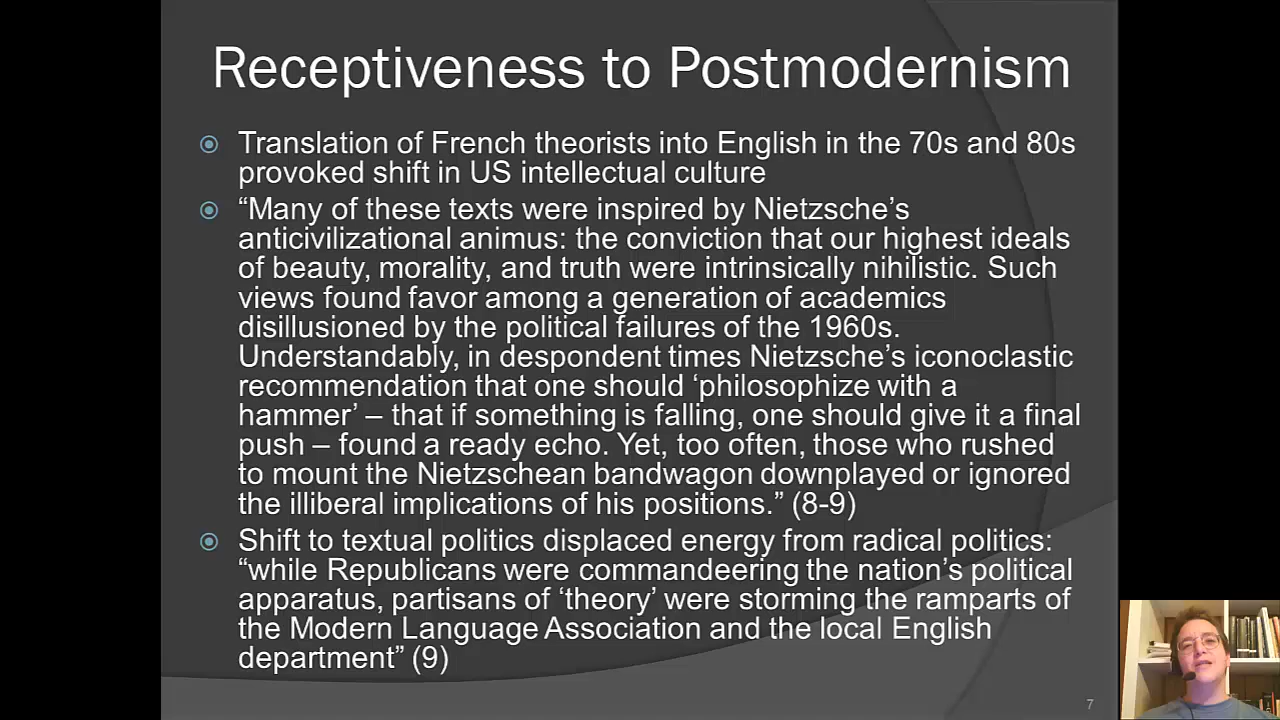 Receptiveness to Postmodernism
Translation of French theorists into English in the 70s and 80s
provoked shift in US intellectual culture
“Many of these texts were inspired by Nietzsche’s
anticivilizational animus: the conviction that our highest ideals
of beauty, morality, and truth were intrinsically nihilistic. Such
views found favor among a generation of academics
disillusioned by the political failures of the 1960s.
Understandably, in despondent times Nietzsche’s iconoclastic
recommendation that one should ‘philosophize with a
hammer’ – that if something is falling, one should give it a final
push – found a ready echo. Yet, too often, those who rushed
to mount the Nietzschean bandwagon downplayed or ignored
the illiberal implications of his positions.” (8-9)
Shift to textual politics displaced energy from radical politics:
“while Republicans were commandeering the nation’s political
apparatus, partisans of ‘theory’ were storming the ramparts of
the Modern Language Association and the local English
department” (9)
7